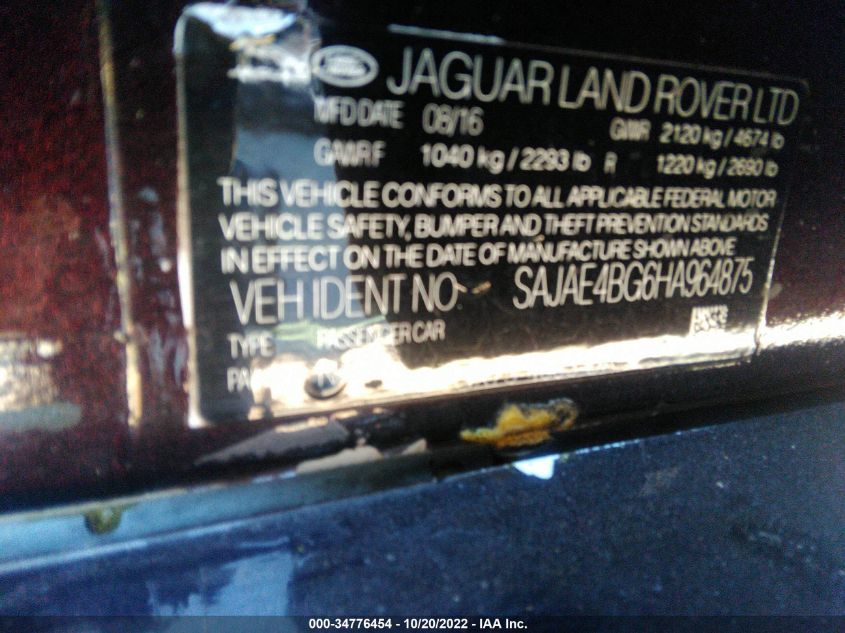 JAGUAR LAND ROVER LTD
MFD DATE 08/16 GVWR 2120 kg / 4674 lb
GAWR F 1040 kg / 2293 lb R 1220 kg / 2690 lb
THIS VEHICLE CONFORMS TO ALL APPLICABLE FEDERAL MOTOR
VEHICLE SAFETY, BUMPER AND THEFT PREVENTION STANDARDS
IN EFFECT ON THE DATE OF MANUFACTURE SHOWN ABOVE
VEH IDENT NO SAJAE4BG6HA964875
TYPE PASSENGER CAR
000-34776454 - 10/20/2022 - IAA Inc.